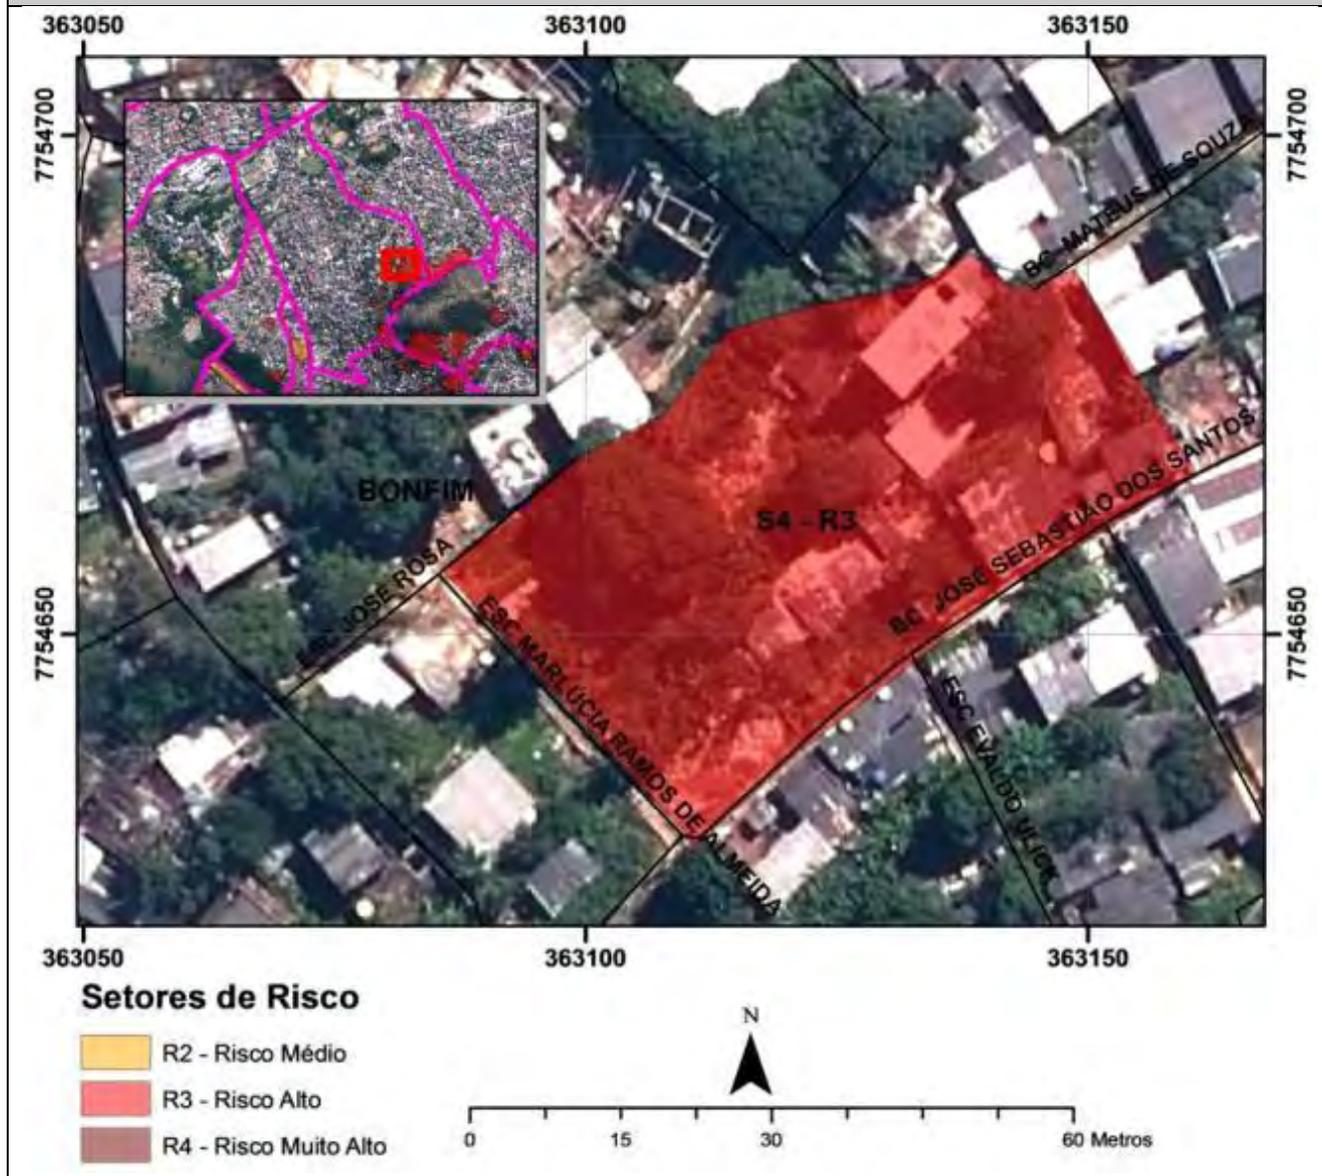 363050 363100 363150
7754700 7754700
BC MATEUS DE SOUZA
BC. JOSÉ SEBASTIÃO DOS SANTOS
BONFIM
S4 - R3
JOSE ROSA
ESC MARLÚCIA RAMOS DE ALMEIDA
ESC EVALDO ULICK
7754650 7754650
363050 363100 363150
Setores de Risco
R2 - Risco Médio
R3 - Risco Alto
R4 - Risco Muito Alto
N
0 15 30 60 Metros